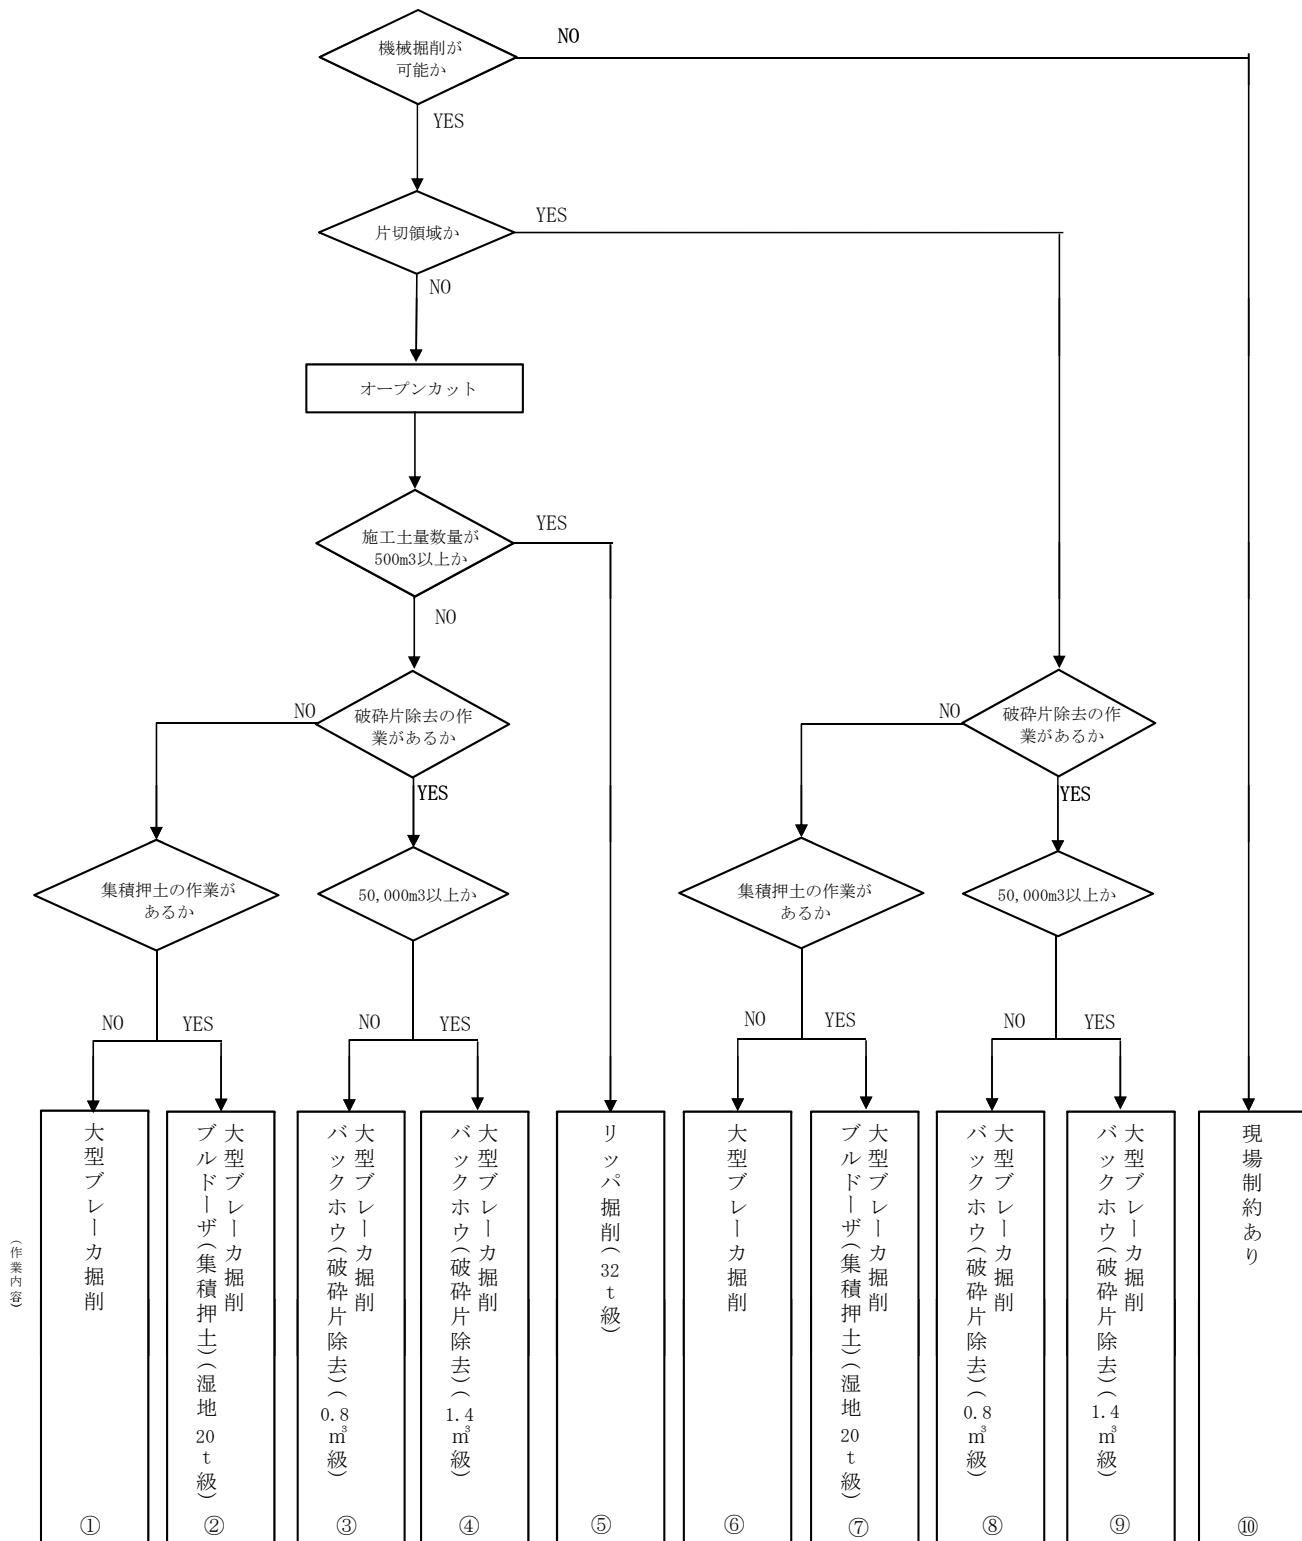 機械掘削が
可能か
NO
YES
片切領域か
YES
NO
オープンカット
施工土量数量が
500m3以上か
YES
NO
破砕片除去の作
業があるか
NO
YES
破砕片除去の作
業があるか
NO
YES
集積押土の作業が
あるか
50,000m3以上か
集積押土の作業が
あるか
50,000m3以上か
NO
YES
NO
YES
NO
YES
NO
YES
(作業内容)
大型ブレーカ掘削
①
大型ブレーカ掘削
ブルドーザ(集積押土)(湿地20t級)
②
大型ブレーカ掘削
バックホウ(破砕片除去)(0.8㎥級)
③
大型ブレーカ掘削
バックホウ(破砕片除去)(1.4㎥級)
④
リッパ掘削(32t級)
⑤
大型ブレーカ掘削
⑥
大型ブレーカ掘削
ブルドーザ(集積押土)(湿地20t級)
⑦
大型ブレーカ掘削
バックホウ(破砕片除去)(0.8㎥級)
⑧
大型ブレーカ掘削
バックホウ(破砕片除去)(1.4㎥級)
⑨
現場制約あり
⑩